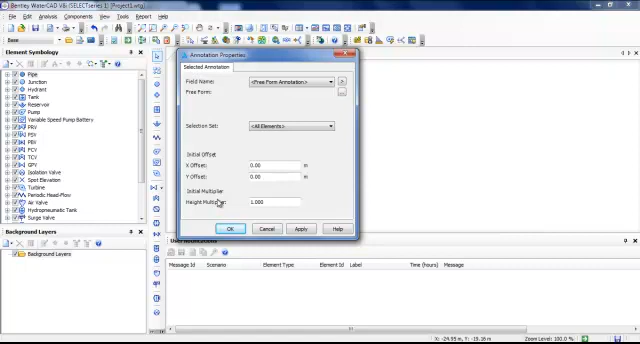 Bentley WaterCAD V8i (SELECTseries 1) [Project1.wtg]
File Edit Analysis Components View Tools Report Help
Base
Element Symbology
Pipe
Junction
Hydrant
Tank
Reservoir
Pump
Variable Speed Pump Battery
PRV
PSV
PBV
FCV
TCV
GPV
Isolation Valve
Spot Elevation
Turbine
Periodic Head-Flow
Air Valve
Hydropneumatic Tank
Surge Valve
Background Layers
Background Layers
Annotation Properties
Selected Annotation
Field Name: <Free Form Annotation> >
Free Form: ...
Selection Set: <All Elements>
Initial Offset
X Offset: 0.00 m
Y Offset: 0.00 m
Initial Multiplier
Height Multiplier: 1.000
OK Cancel Apply Help
User Notifications
Message Id Scenario Element Type Element Id Label Time (hours) Message
X: -24.95 m, Y: -19.16 m Zoom Level: 100.0 %